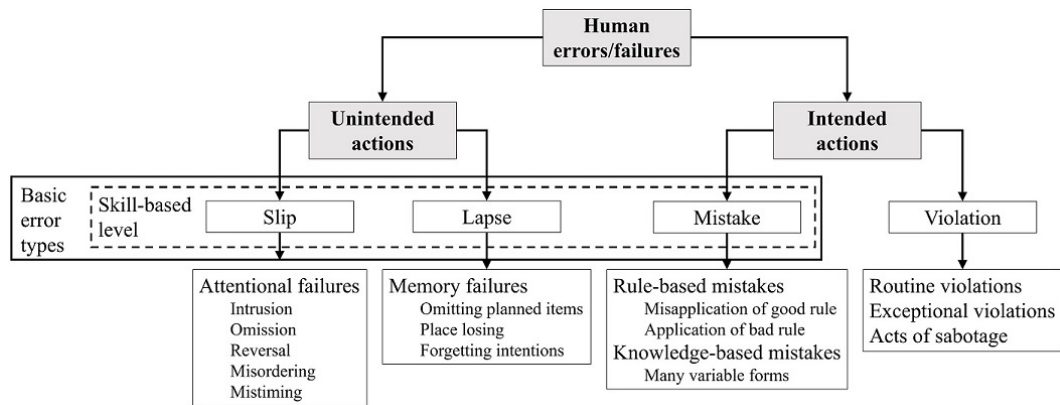 Human
errors/failures
Unintended
actions
Intended
actions
Basic
error
types
Skill-based
level
Slip
Lapse
Mistake
Violation
Attentional failures
Intrusion
Omission
Reversal
Misordering
Mistiming
Memory failures
Omitting planned items
Place losing
Forgetting intentions
Rule-based mistakes
Misapplication of good rule
Application of bad rule
Knowledge-based mistakes
Many variable forms
Routine violations
Exceptional violations
Acts of sabotage